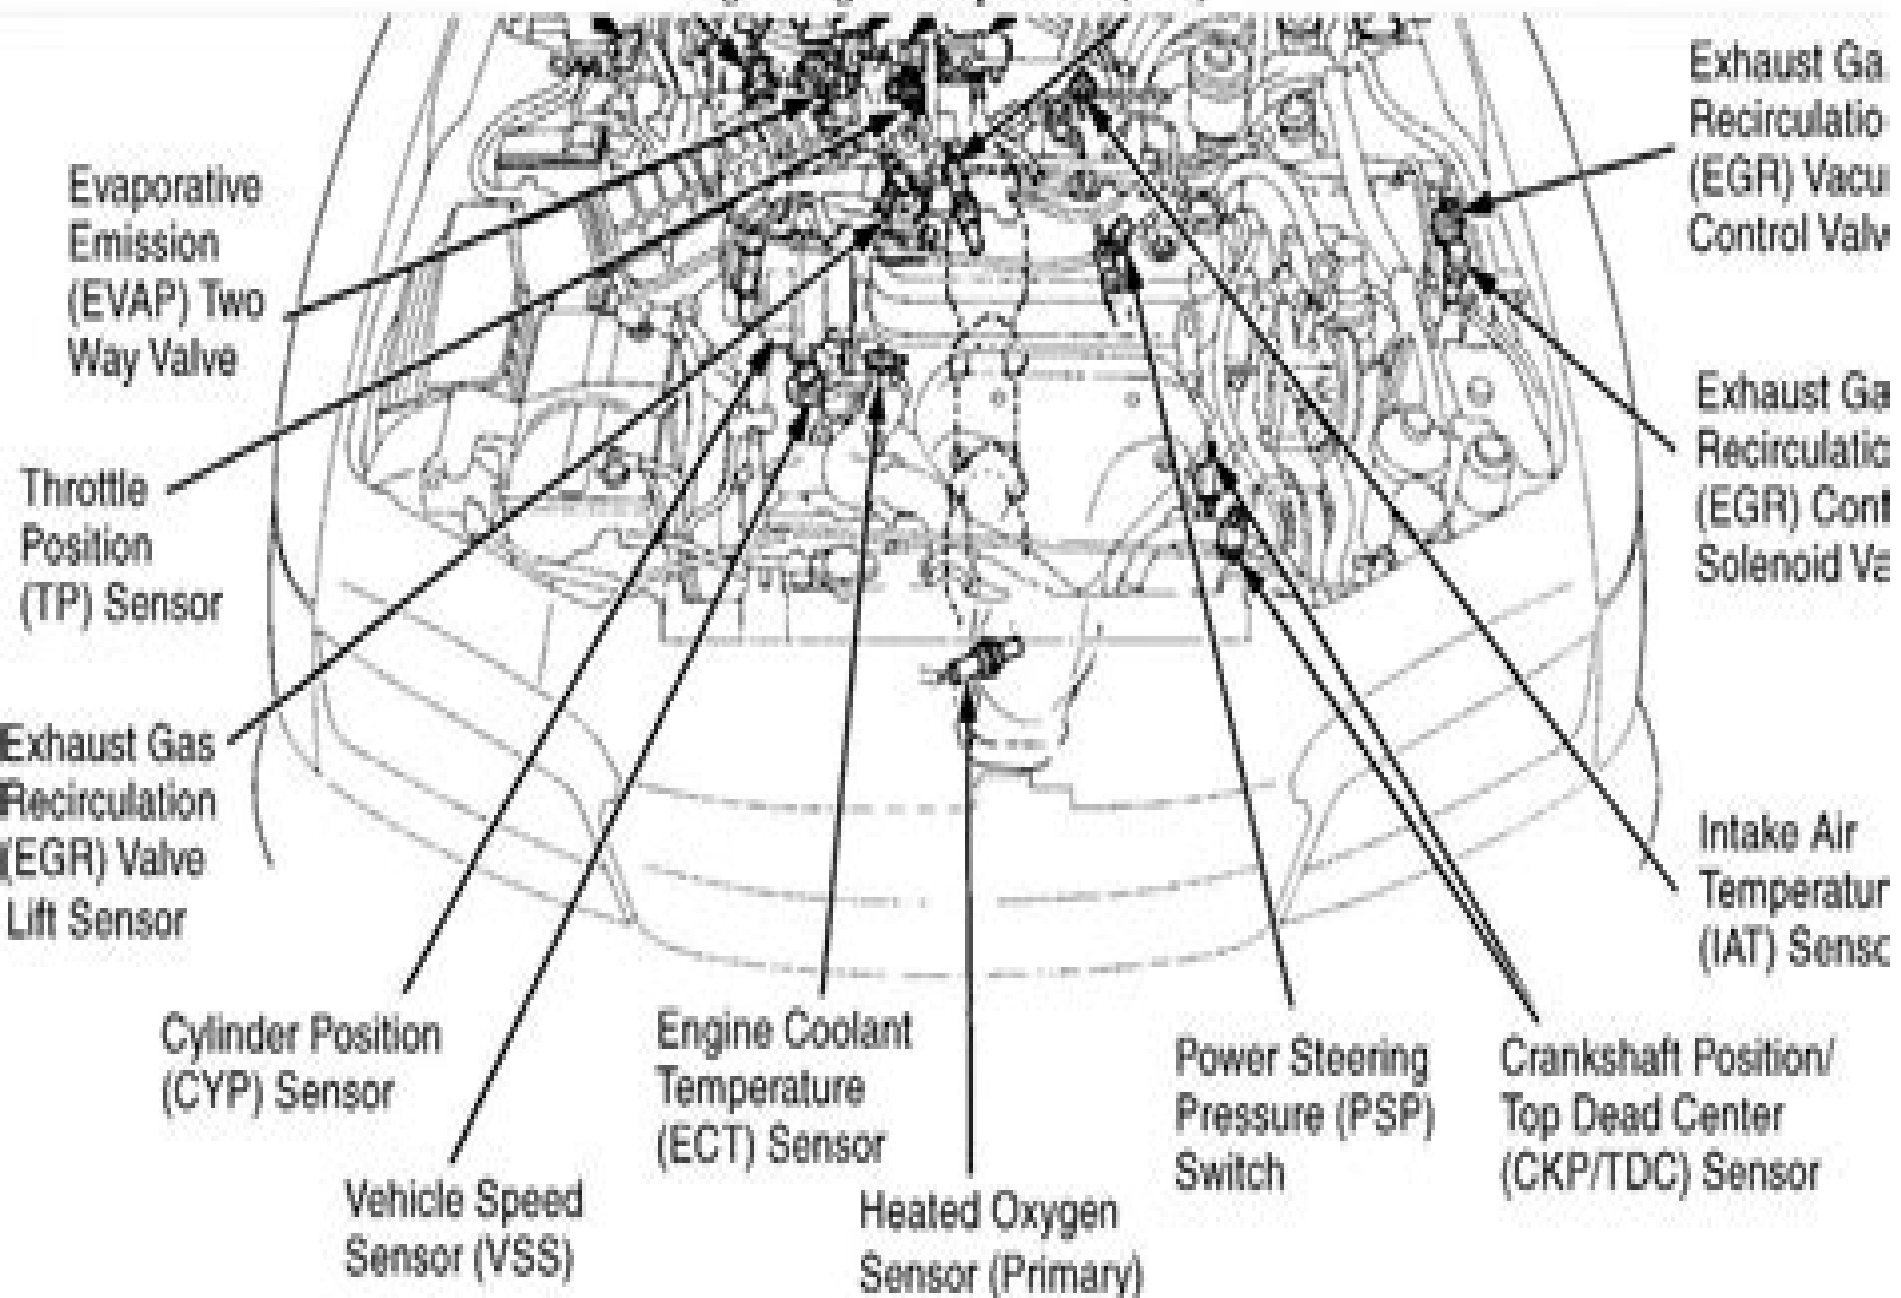 Evaporative
Emission
(EVAP) Two
Way Valve
Throttle
Position
(TP) Sensor
Exhaust Gas
Recirculation
(EGR) Valve
Lift Sensor
Cylinder Position
(CYP) Sensor
Vehicle Speed
Sensor (VSS)
Engine Coolant
Temperature
(ECT) Sensor
Heated Oxygen
Sensor (Primary)
Power Steering
Pressure (PSP)
Switch
Crankshaft Position/
Top Dead Center
(CKP/TDC) Sensor
Exhaust Ga
Recirculatio
(EGR) Vacu
Control Valv
Exhaust Ga
Recirculatio
(EGR) Cont
Solenoid Va
Intake Air
Temperatur
(IAT) Senso